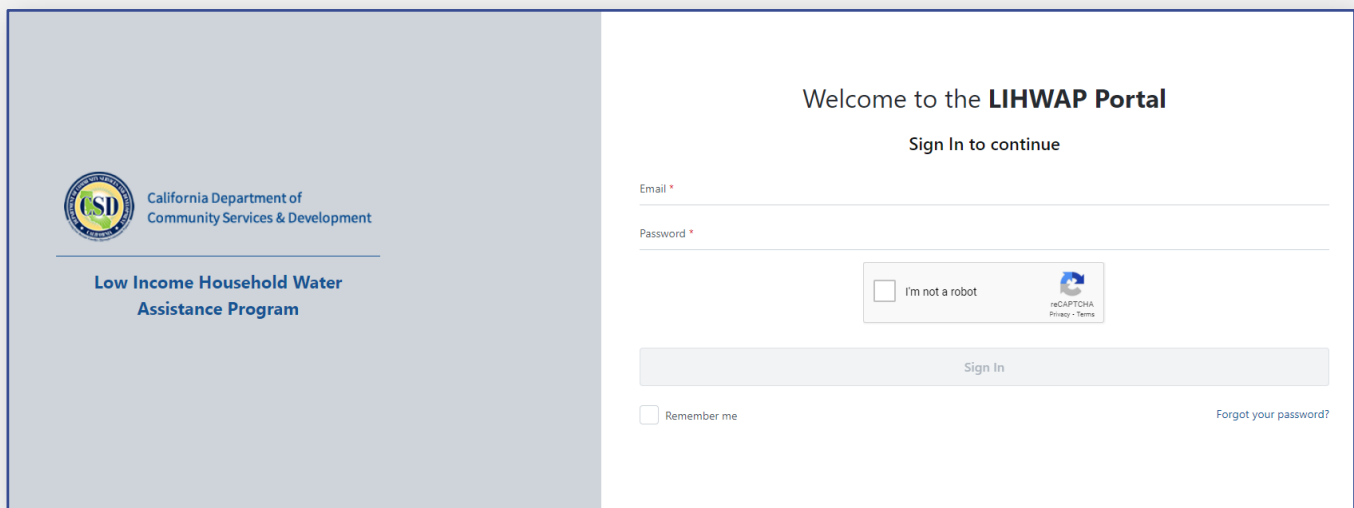 CSD
California Department of
Community Services & Development
Low Income Household Water
Assistance Program
Welcome to the LIHWAP Portal
Sign In to continue
Email *
Password *
I'm not a robot
reCAPTCHA
Privacy - Terms
Sign In
Remember me
Forgot your password?